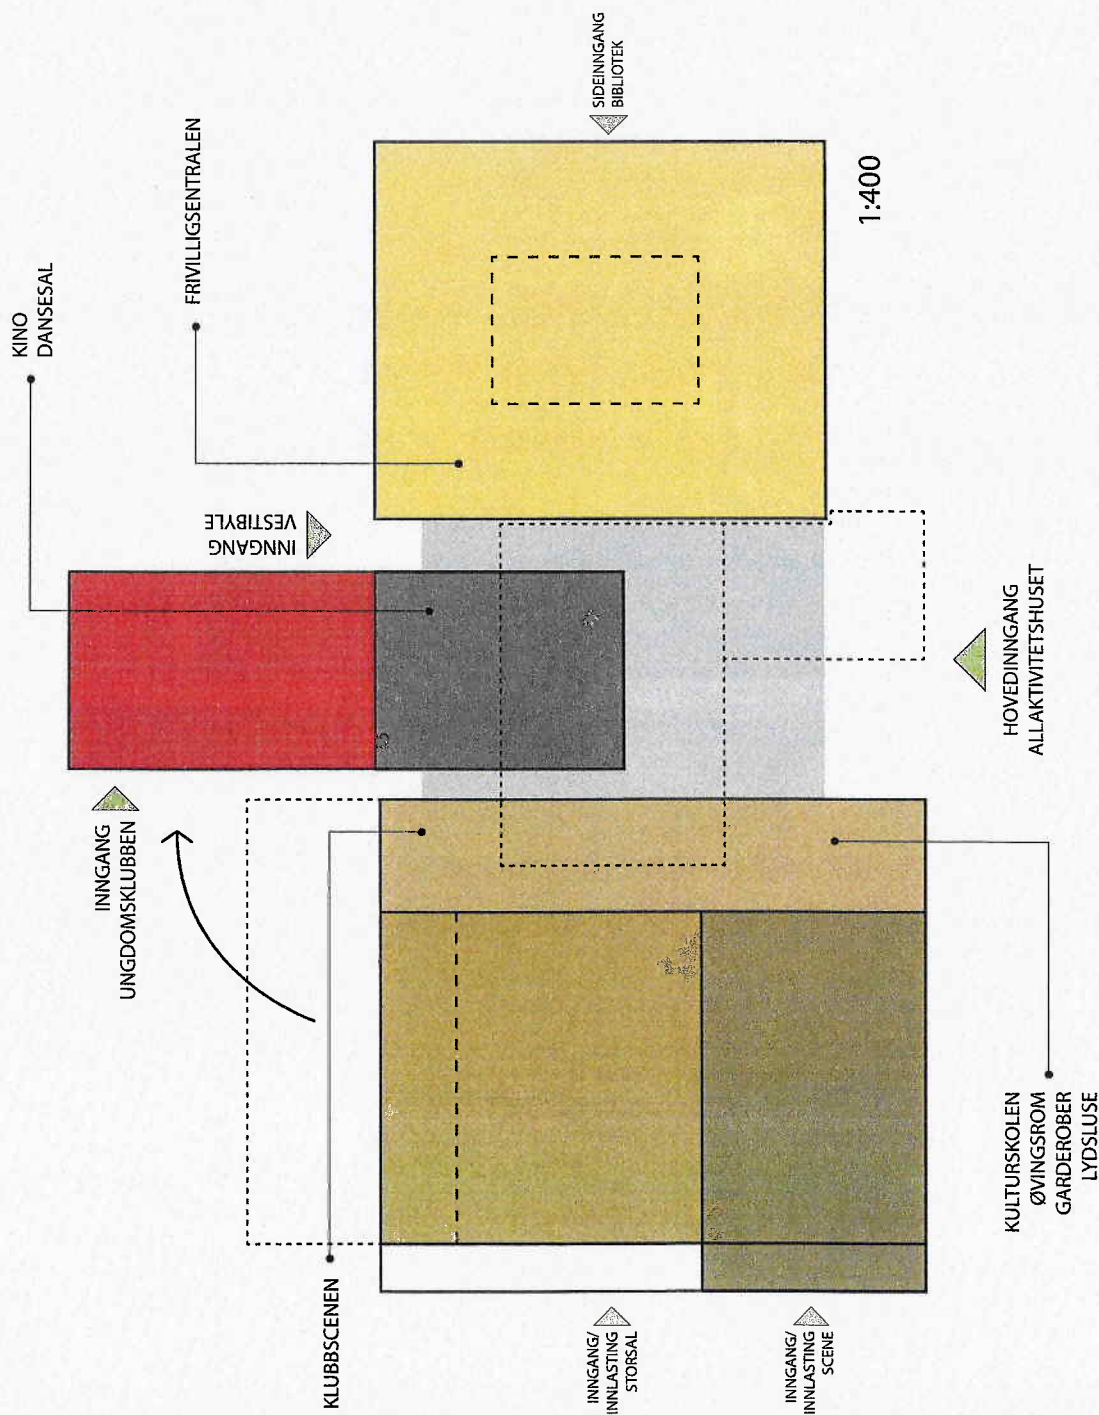 KINO
DANSESAL
FRIVILLIGSENTRALEN
SIDEINNGANG
BIBLIOTEK
INNGANG
VESTIBYLE
1:400
INNGANG
UNGDOMSKLUBBEN
HOVEDINNGANG
ALLAKTIVITETSHUSET
KLUBBSCENEN
INNGANG/
INNLASTING
STORSAL
INNGANG/
INNLASTING
SCENE
KULTURSKOLEN
ØVINGSROM
GARDEROBER
LYDSLUSE